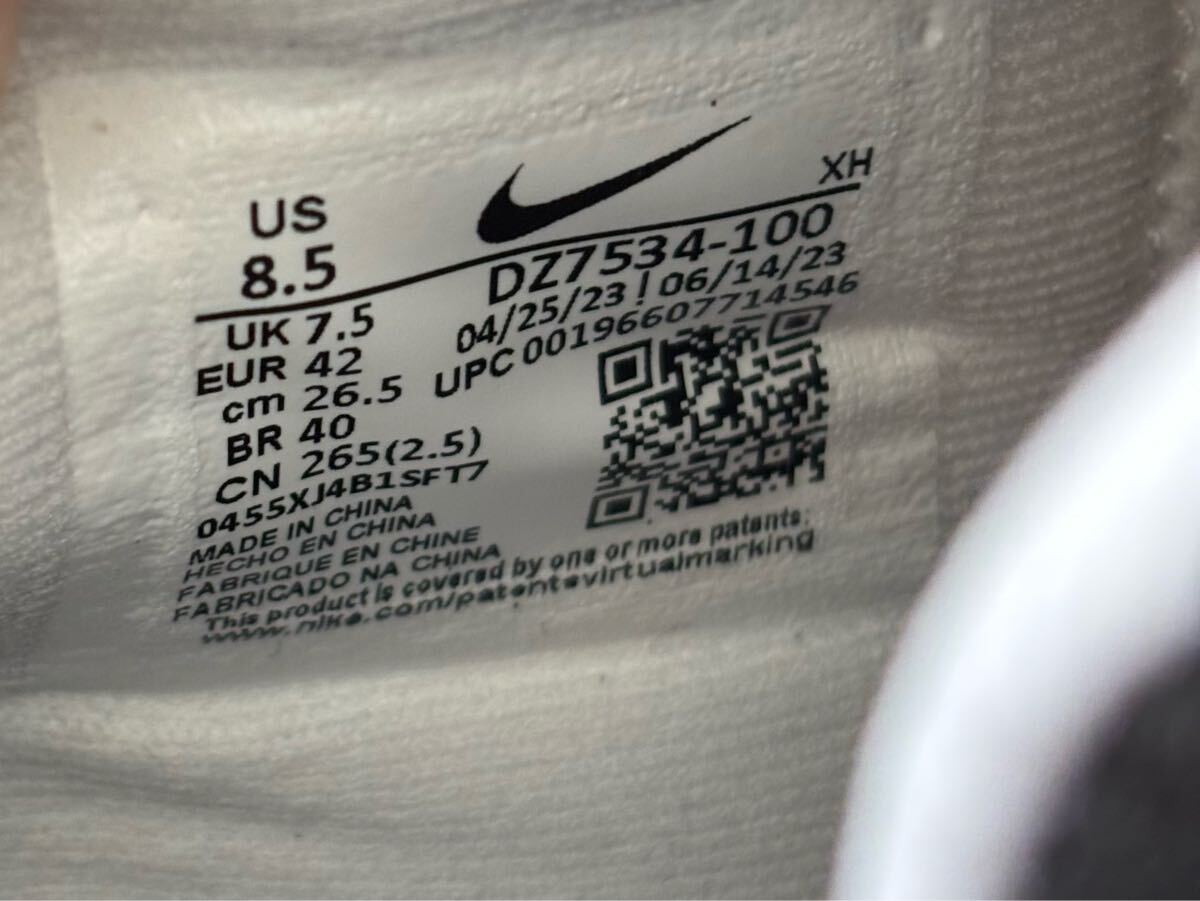 US
8.5
XH
UK 7.5
EUR 42
cm 26.5
BR 40
CN 265(2.5)
DZ7534-100
04/25/23 ! 06/14/23
UPC 00196607714546
0455XJ4B1SFT7
MADE IN CHINA
HECHO EN CHINA
FABRIQUE EN CHINE
FABRICADO NA CHINA
This product is covered by one or more patents:
www.nike.com/patentsvirtualmarking